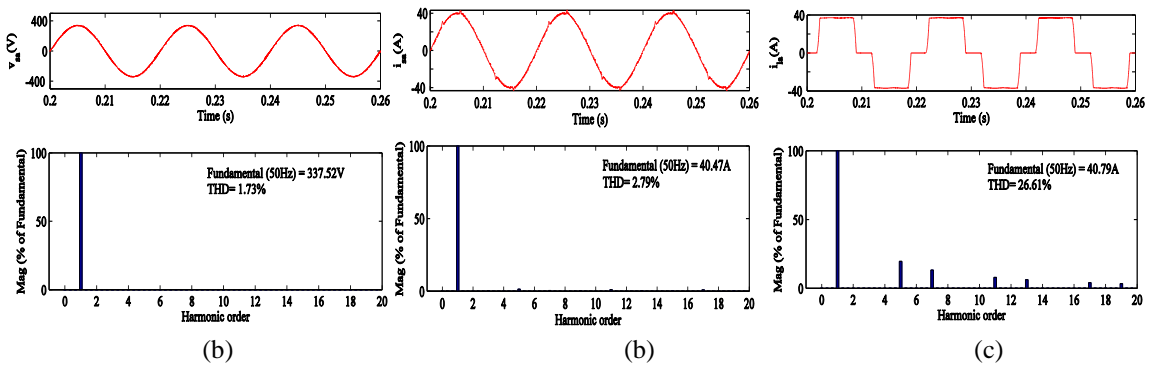 400
0
-400
v_sa(V)
0.2 0.21 0.22 0.23 0.24 0.25 0.26
Time (s)
100
50
0
Mag (% of Fundamental)
Fundamental (50Hz) = 337.52V
THD= 1.73%
0 2 4 6 8 10 12 14 16 18 20
Harmonic order
(b)
40
0
-40
i_sa(A)
0.2 0.21 0.22 0.23 0.24 0.25 0.26
Time (s)
100
50
0
Mag (% of Fundamental)
Fundamental (50Hz) = 40.47A
THD= 2.79%
0 2 4 6 8 10 12 14 16 18 20
Harmonic order
(b)
40
0
-40
i_la(A)
0.2 0.21 0.22 0.23 0.24 0.25 0.26
Time (s)
100
50
0
Mag (% of Fundamental)
Fundamental (50Hz) = 40.79A
THD= 26.61%
0 2 4 6 8 10 12 14 16 18 20
Harmonic order
(c)